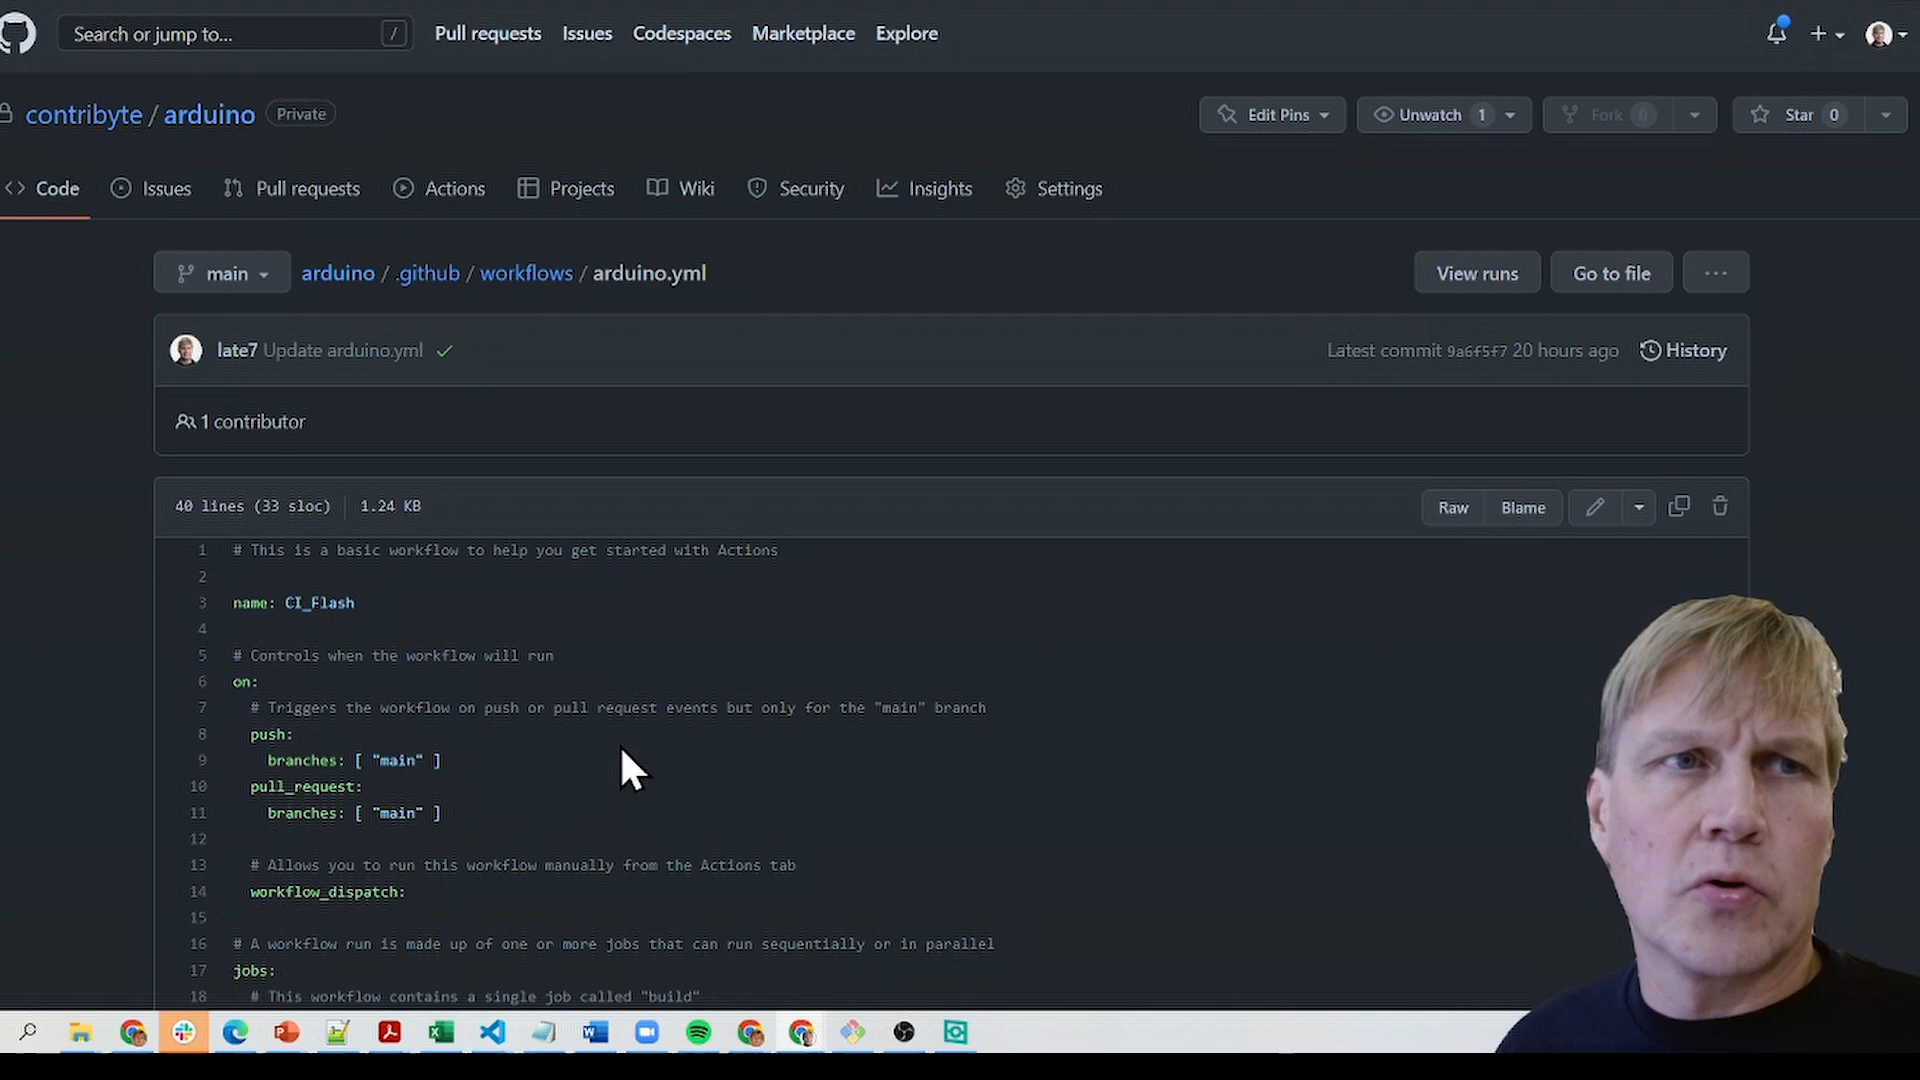 Search or jump to... /
Pull requests
Issues
Codespaces
Marketplace
Explore
contribyte / arduino Private
Edit Pins
Unwatch 1
Fork 0
Star 0
Code
Issues
Pull requests
Actions
Projects
Wiki
Security
Insights
Settings
main
arduino / .github / workflows / arduino.yml
View runs
Go to file
...
late7 Update arduino.yml
Latest commit 9a6f5f7 20 hours ago
History
1 contributor
40 lines (33 sloc) 1.24 KB
Raw
Blame
1 # This is a basic workflow to help you get started with Actions
2
3 name: CI_Flash
4
5 # Controls when the workflow will run
6 on:
7 # Triggers the workflow on push or pull request events but only for the "main" branch
8 push:
9 branches: [ "main" ]
10 pull_request:
11 branches: [ "main" ]
12
13 # Allows you to run this workflow manually from the Actions tab
14 workflow_dispatch:
15
16 # A workflow run is made up of one or more jobs that can run sequentially or in parallel
17 jobs:
18 # This workflow contains a single job called "build"